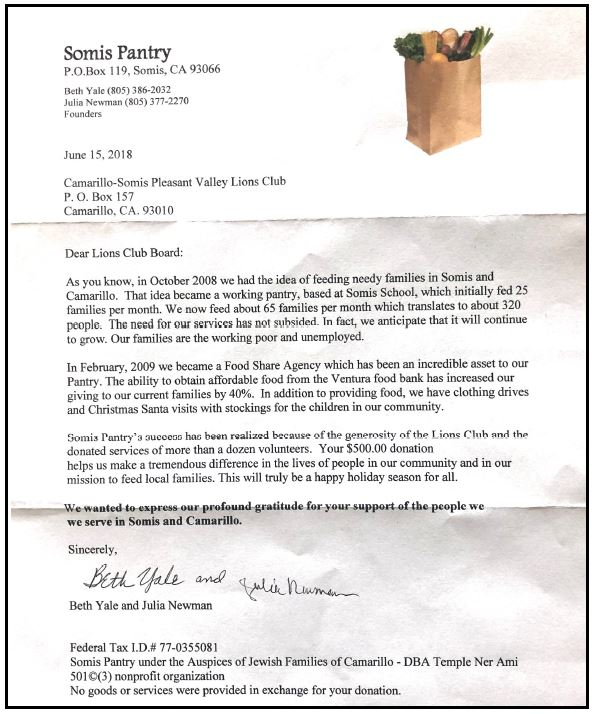 Somis Pantry
P.O.Box 119, Somis, CA 93066
Beth Yale (805) 386-2032
Julia Newman (805) 377-2270
Founders
June 15, 2018
Camarillo-Somis Pleasant Valley Lions Club
P. O. Box 157
Camarillo, CA. 93010
Dear Lions Club Board:
As you know, in October 2008 we had the idea of feeding needy families in Somis and
Camarillo.  That idea became a working pantry, based at Somis School, which initially fed 25
families per month. We now feed about 65 families per month which translates to about 320
people.  The need for our services has not subsided. In fact, we anticipate that it will continue
to grow. Our families are the working poor and unemployed.
In February, 2009 we became a Food Share Agency which has been an incredible asset to our
Pantry. The ability to obtain affordable food from the Ventura food bank has increased our
giving to our current families by 40%.  In addition to providing food, we have clothing drives
and Christmas Santa visits with stockings for the children in our community.
Somis Pantry's success has been realized because of the generosity of the Lions Club and the
donated services of more than a dozen volunteers.  Your $500.00 donation
helps us make a tremendous difference in the lives of people in our community and in our
mission to feed local families. This will truly be a happy holiday season for all.
We wanted to express our profound gratitude for your support of the people we
we serve in Somis and Camarillo.
Sincerely,
Beth Yale and Julia Newman
Beth Yale and Julia Newman
Federal Tax I.D.# 77-0355081
Somis Pantry under the Auspices of Jewish Families of Camarillo - DBA Temple Ner Ami
501©(3) nonprofit organization
No goods or services were provided in exchange for your donation.